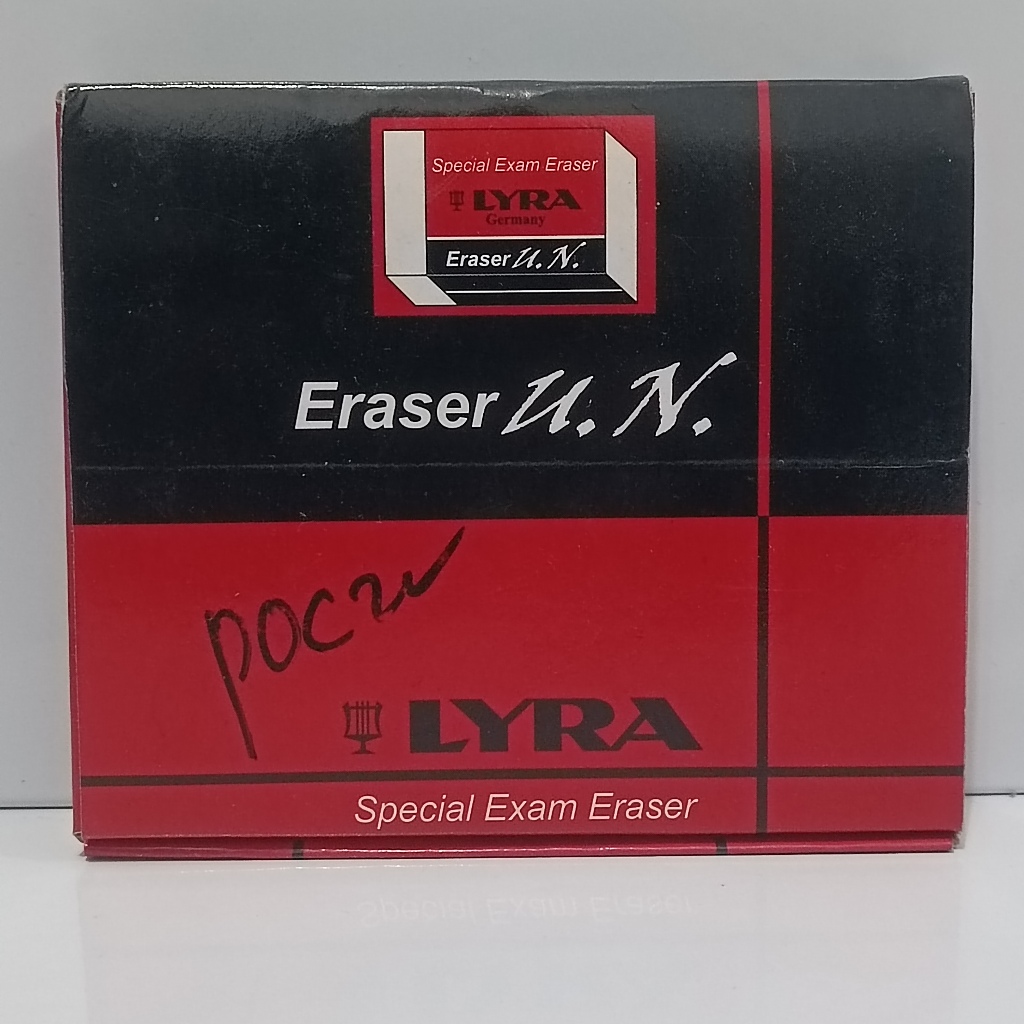 Special Exam Eraser
LYRA
Germany
Eraser U.N.
Eraser U.N.
LYRA
Special Exam Eraser